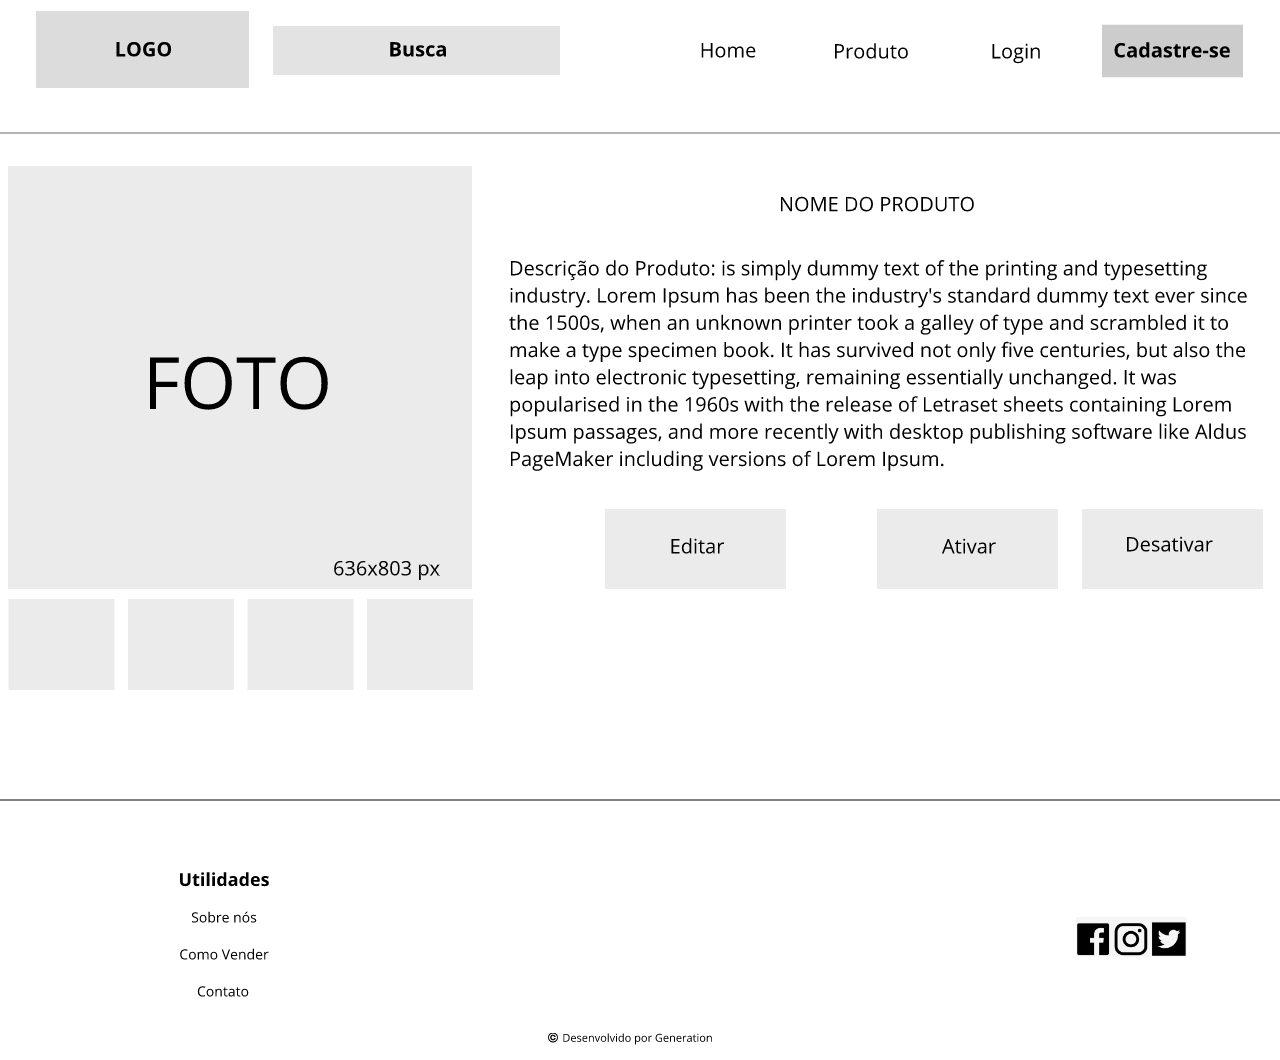 LOGO
Busca
Home
Produto
Login
Cadastre-se
FOTO
636x803 px
NOME DO PRODUTO
Descrição do Produto: is simply dummy text of the printing and typesetting
industry. Lorem Ipsum has been the industry's standard dummy text ever since
the 1500s, when an unknown printer took a galley of type and scrambled it to
make a type specimen book. It has survived not only five centuries, but also the
leap into electronic typesetting, remaining essentially unchanged. It was
popularised in the 1960s with the release of Letraset sheets containing Lorem
Ipsum passages, and more recently with desktop publishing software like Aldus
PageMaker including versions of Lorem Ipsum.
Editar
Ativar
Desativar
Utilidades
Sobre nós
Como Vender
Contato
© Desenvolvido por Generation